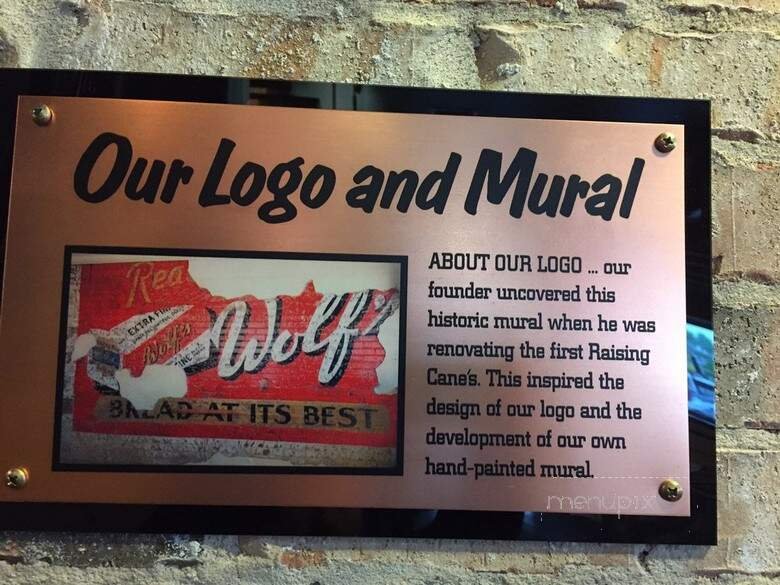 Our Logo and Mural
Rea
EXTRA FINE
Wolf's
INC
Wolf's
BREAD AT ITS BEST
ABOUT OUR LOGO ... our
founder uncovered this
historic mural when he was
renovating the first Raising
Cane's. This inspired the
design of our logo and the
development of our own
hand-painted mural.
menupix